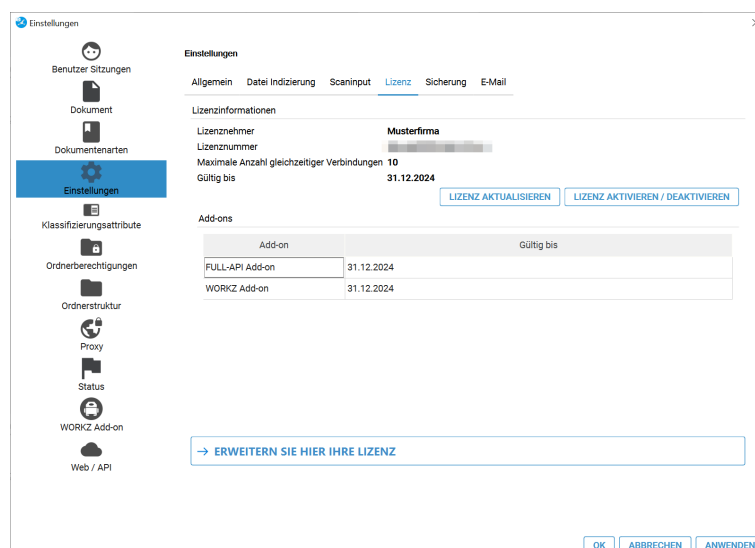 Einstellungen
Benutzer Sitzungen
Dokument
Dokumentenarten
Einstellungen
Klassifizierungsattribute
Ordnerberechtigungen
Ordnerstruktur
Proxy
Status
WORKZ Add-on
Web / API
Einstellungen
Allgemein Datei Indizierung Scaninput Lizenz Sicherung E-Mail
Lizenzinformationen
Lizenznehmer Musterfirma
Lizenznummer
Maximale Anzahl gleichzeitiger Verbindungen 10
Gültig bis 31.12.2024
LIZENZ AKTUALISIEREN LIZENZ AKTIVIEREN / DEAKTIVIEREN
Add-ons
Add-on Gültig bis
FULL-API Add-on 31.12.2024
WORKZ Add-on 31.12.2024
→ ERWEITERN SIE HIER IHRE LIZENZ
OK ABBRECHEN ANWENDEN